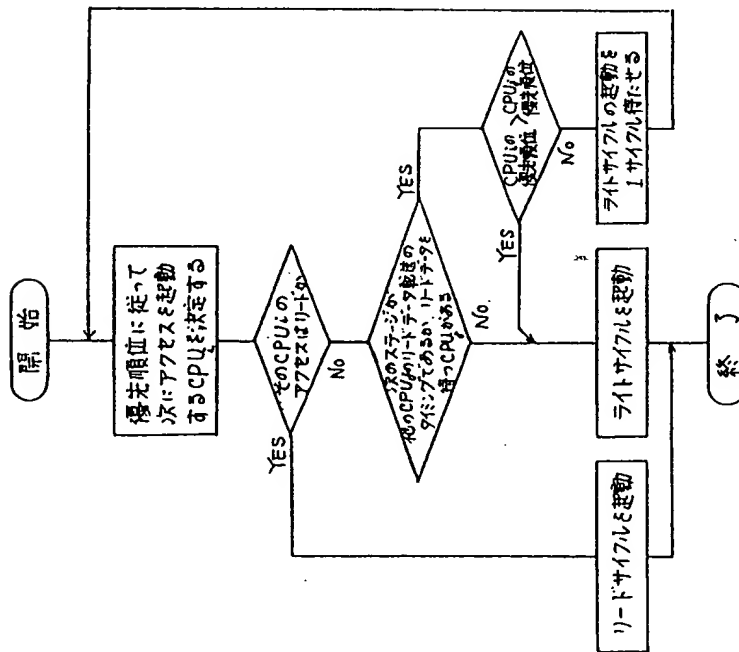 開始
優先順位に従って
次にアクセスを起動
するCPUiを決定する
そのCPUiの
アクセスはリードか
YES
NO
次のステージが
他のCPUjのリードデータ転送の
タイミングであるか、リードデータを
待つCPUがある
YES
NO
CPUiの
優先順位
>
CPUjの
優先順位
YES
NO
ライトサイクルの起動を
1サイクル待たせる
リードサイクルを起動
ライトサイクルを起動
終了